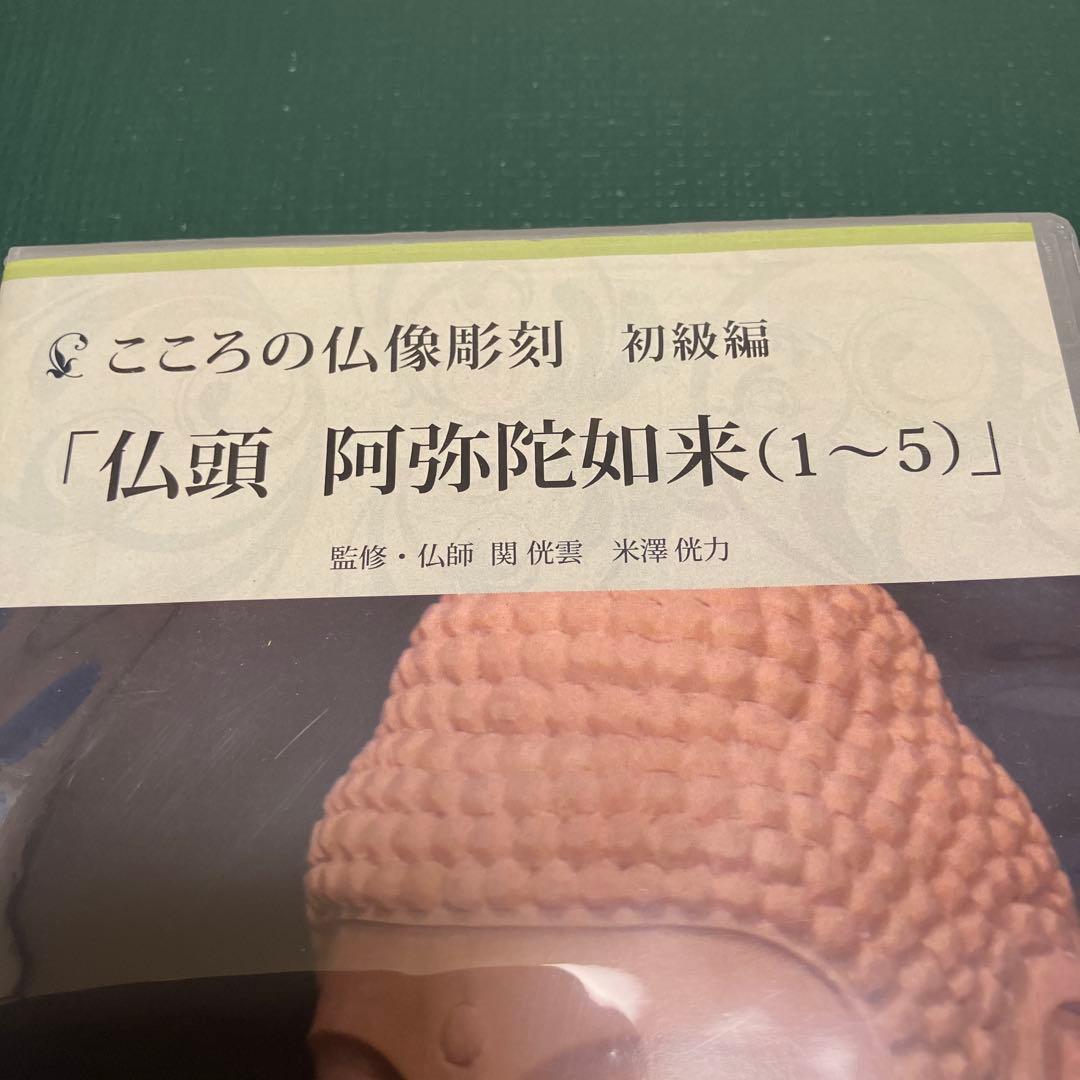 こころの仏像彫刻 初級編
「仏頭 阿弥陀如来(1～5)」
監修・仏師 関 侊雲 米澤 侊力